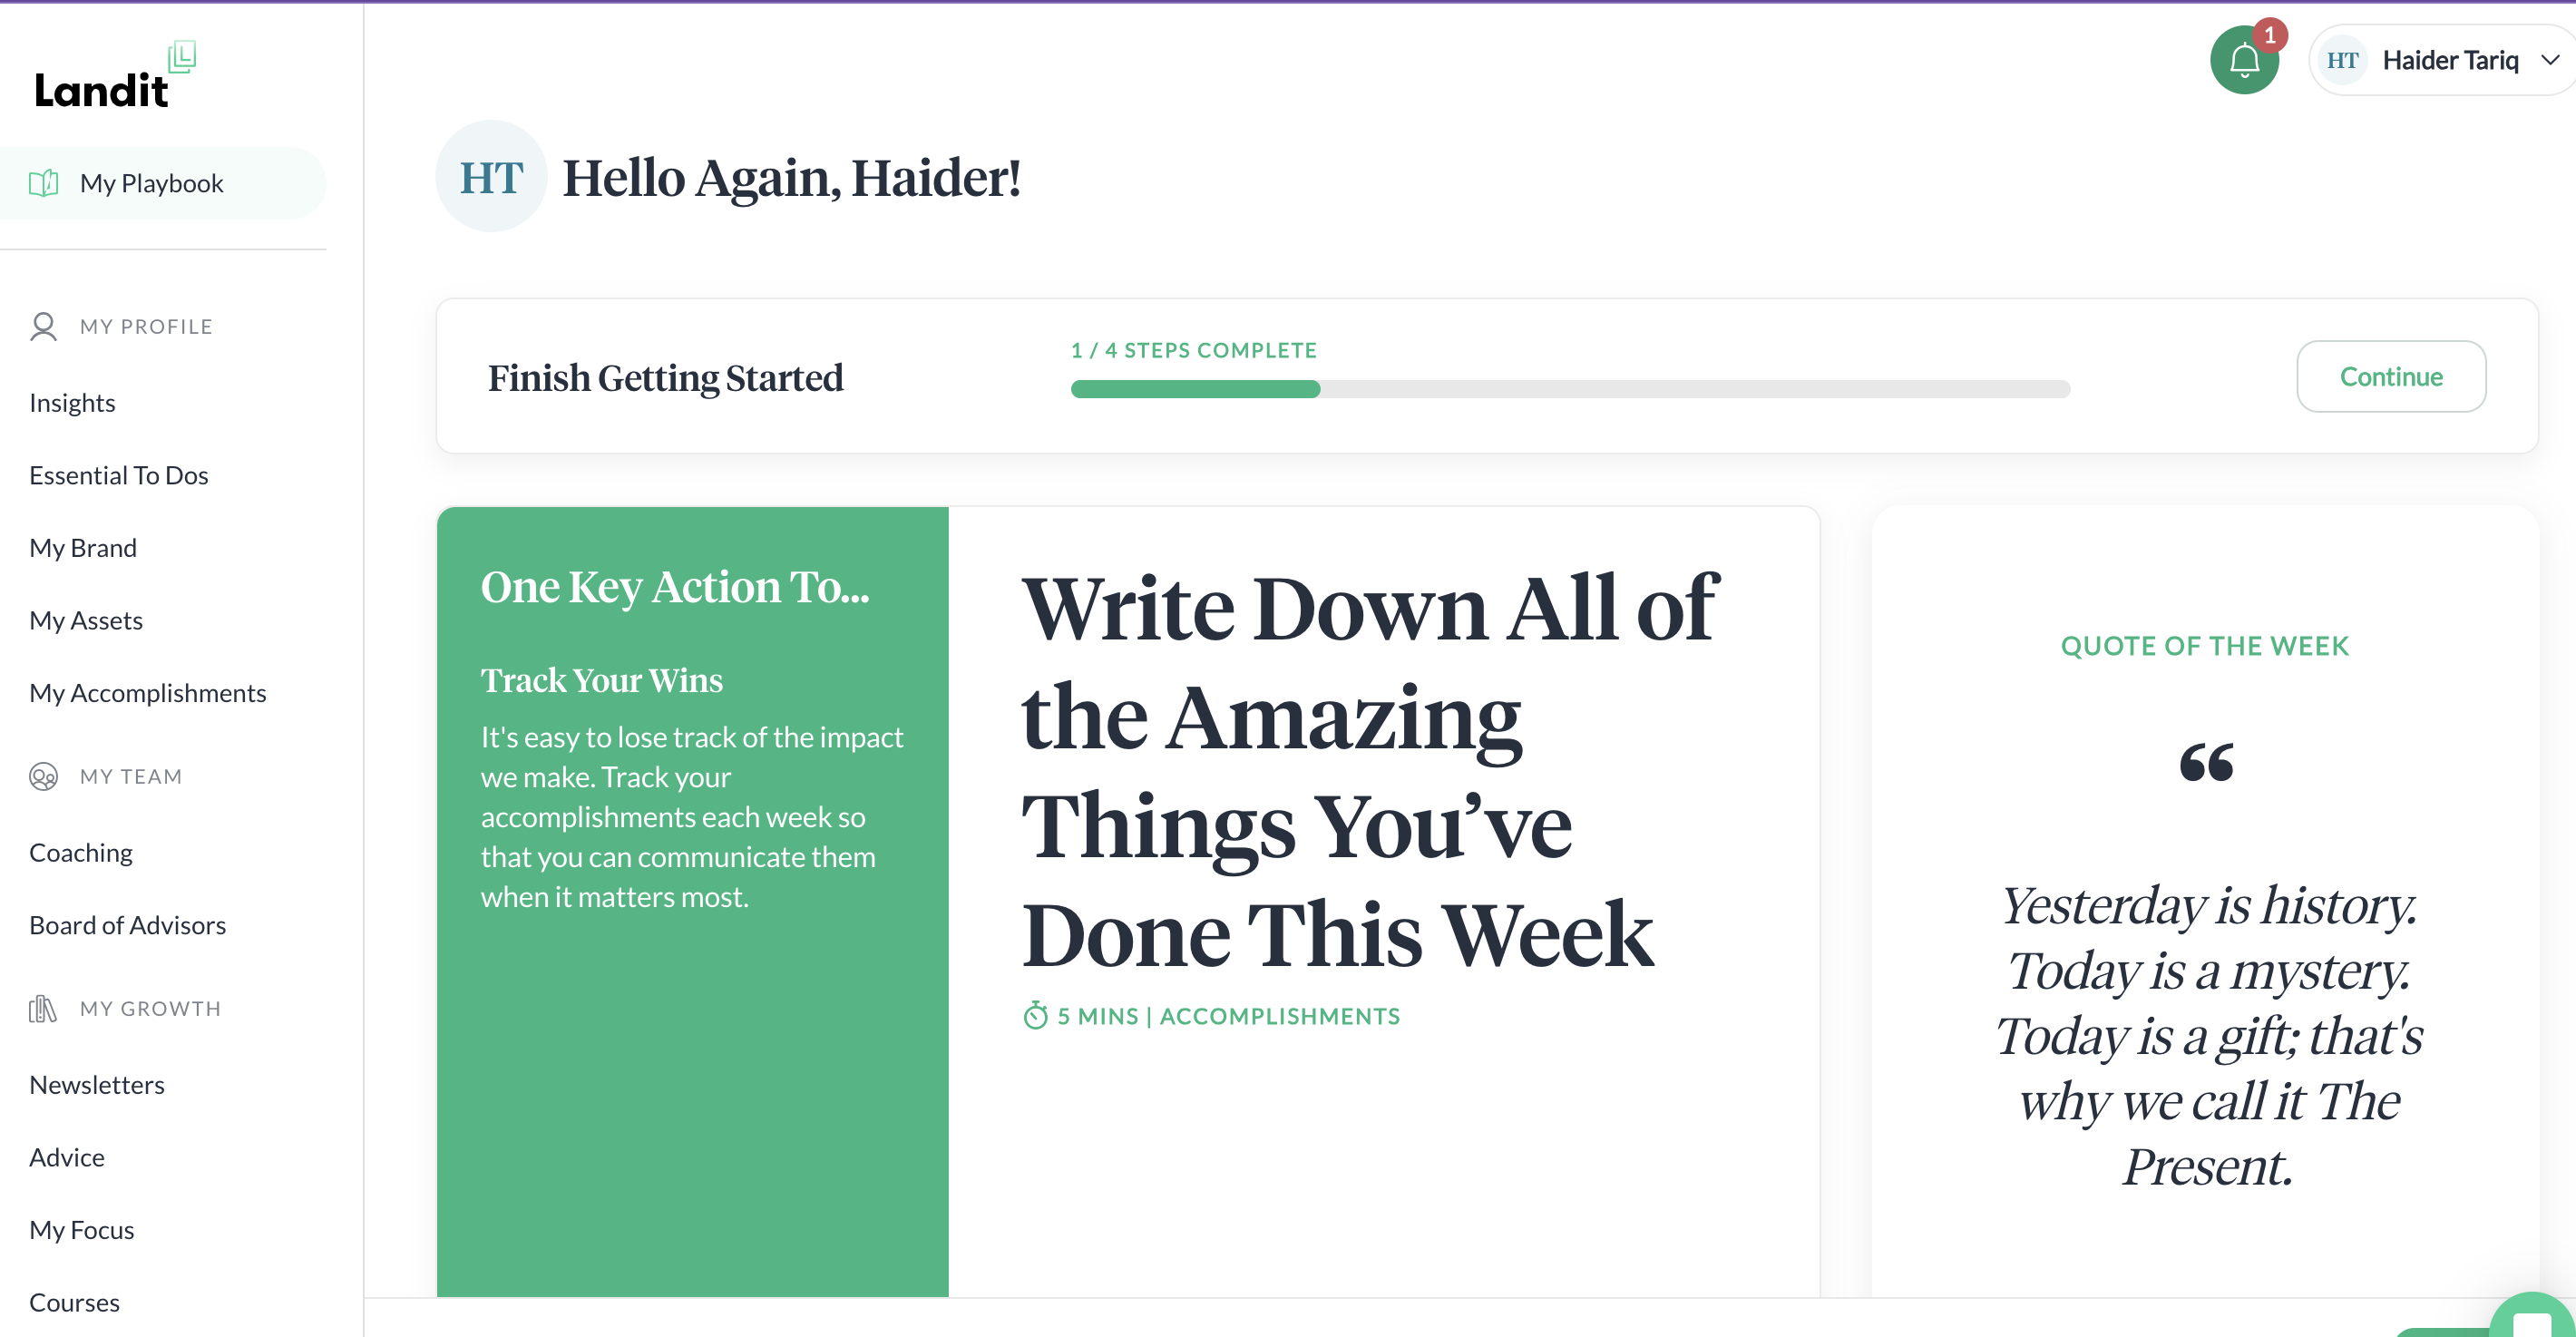 Landit
My Playbook
MY PROFILE
Insights
Essential To Dos
My Brand
My Assets
My Accomplishments
MY TEAM
Coaching
Board of Advisors
MY GROWTH
Newsletters
Advice
My Focus
Courses
1
HT
Haider Tariq
HT
Hello Again, Haider!
Finish Getting Started
1 / 4 STEPS COMPLETE
Continue
One Key Action To...
Track Your Wins
It's easy to lose track of the impact
we make. Track your
accomplishments each week so
that you can communicate them
when it matters most.
Write Down All of
the Amazing
Things You’ve
Done This Week
5 MINS | ACCOMPLISHMENTS
QUOTE OF THE WEEK
“
Yesterday is history.
Today is a mystery.
Today is a gift; that's
why we call it The
Present.